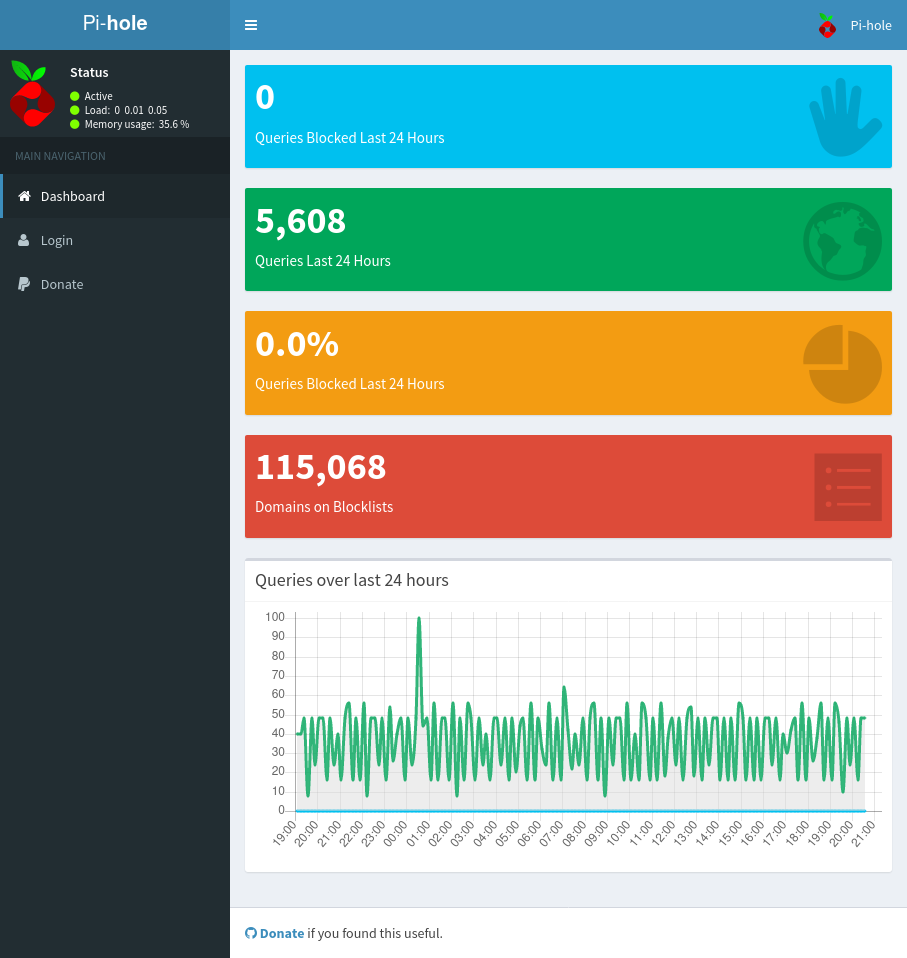 Pi-hole
Pi-hole
Status
Active
Load: 0 0.01 0.05
Memory usage: 35.6 %
MAIN NAVIGATION
Dashboard
Login
Donate
0
Queries Blocked Last 24 Hours
5,608
Queries Last 24 Hours
0.0%
Queries Blocked Last 24 Hours
115,068
Domains on Blocklists
Queries over last 24 hours
100
90
80
70
60
50
40
30
20
10
0
19:00 20:00 21:00 22:00 23:00 00:00 01:00 02:00 03:00 04:00 05:00 06:00 07:00 08:00 09:00 10:00 11:00 12:00 13:00 14:00 15:00 16:00 17:00 18:00 19:00 20:00 21:00
Donate if you found this useful.